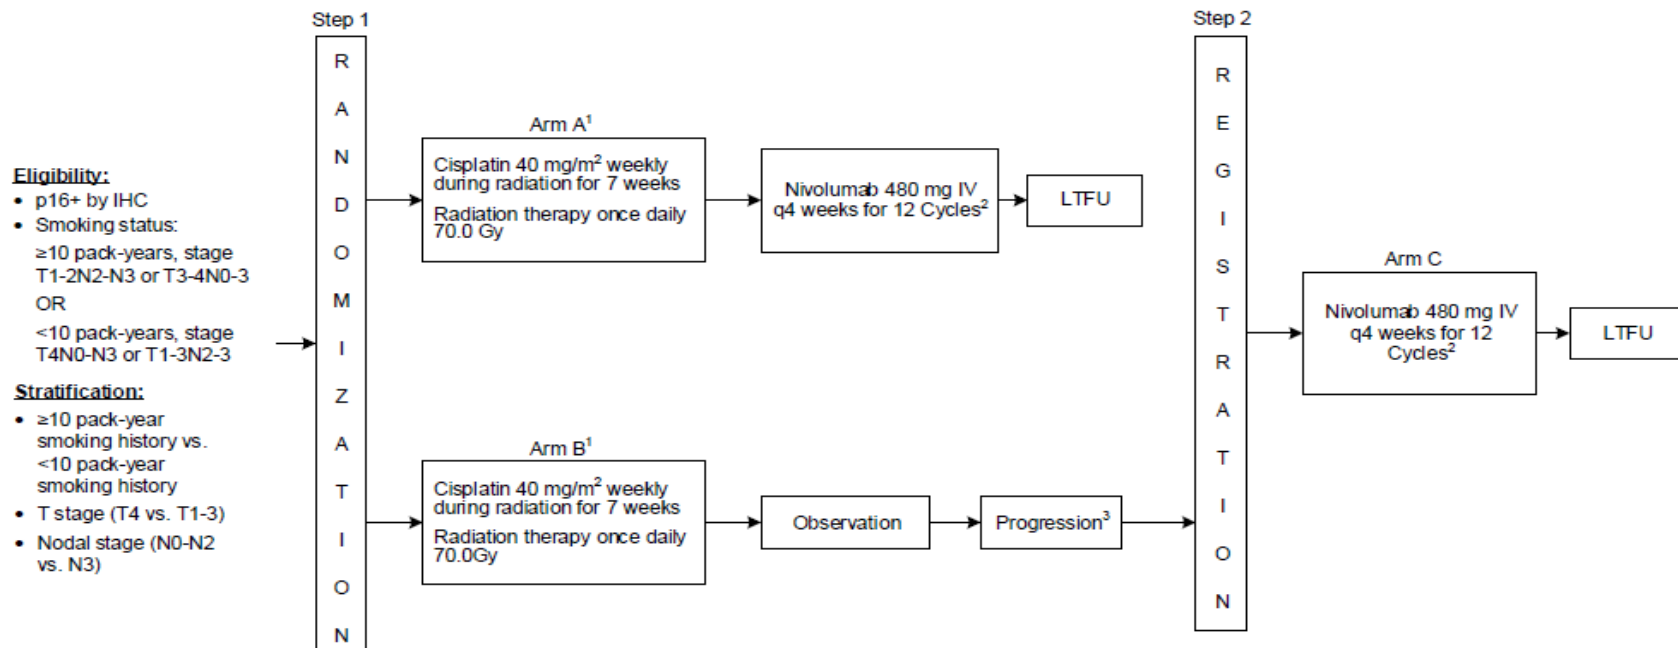 Step 1
R
A
N
D
O
M
I
Z
A
T
I
O
N
Eligibility:
• p16+ by IHC
• Smoking status:
≥10 pack-years, stage
T1-2N2-N3 or T3-4N0-3
OR
<10 pack-years, stage
T4N0-N3 or T1-3N2-3
Stratification:
• ≥10 pack-year
smoking history vs.
<10 pack-year
smoking history
• T stage (T4 vs. T1-3)
• Nodal stage (N0-N2
vs. N3)
Arm A¹
Cisplatin 40 mg/m² weekly
during radiation for 7 weeks
Radiation therapy once daily
70.0 Gy
Nivolumab 480 mg IV
q4 weeks for 12 Cycles²
LTFU
Arm B¹
Cisplatin 40 mg/m² weekly
during radiation for 7 weeks
Radiation therapy once daily
70.0Gy
Observation
Progression³
Step 2
R
E
G
I
S
T
R
A
T
I
O
N
Arm C
Nivolumab 480 mg IV
q4 weeks for 12
Cycles²
LTFU